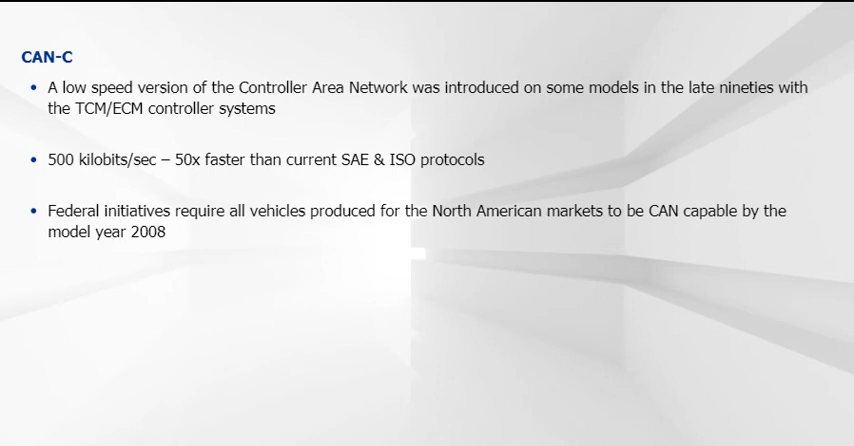 CAN-C
• A low speed version of the Controller Area Network was introduced on some models in the late nineties with
the TCM/ECM controller systems
• 500 kilobits/sec – 50x faster than current SAE & ISO protocols
• Federal initiatives require all vehicles produced for the North American markets to be CAN capable by the
model year 2008